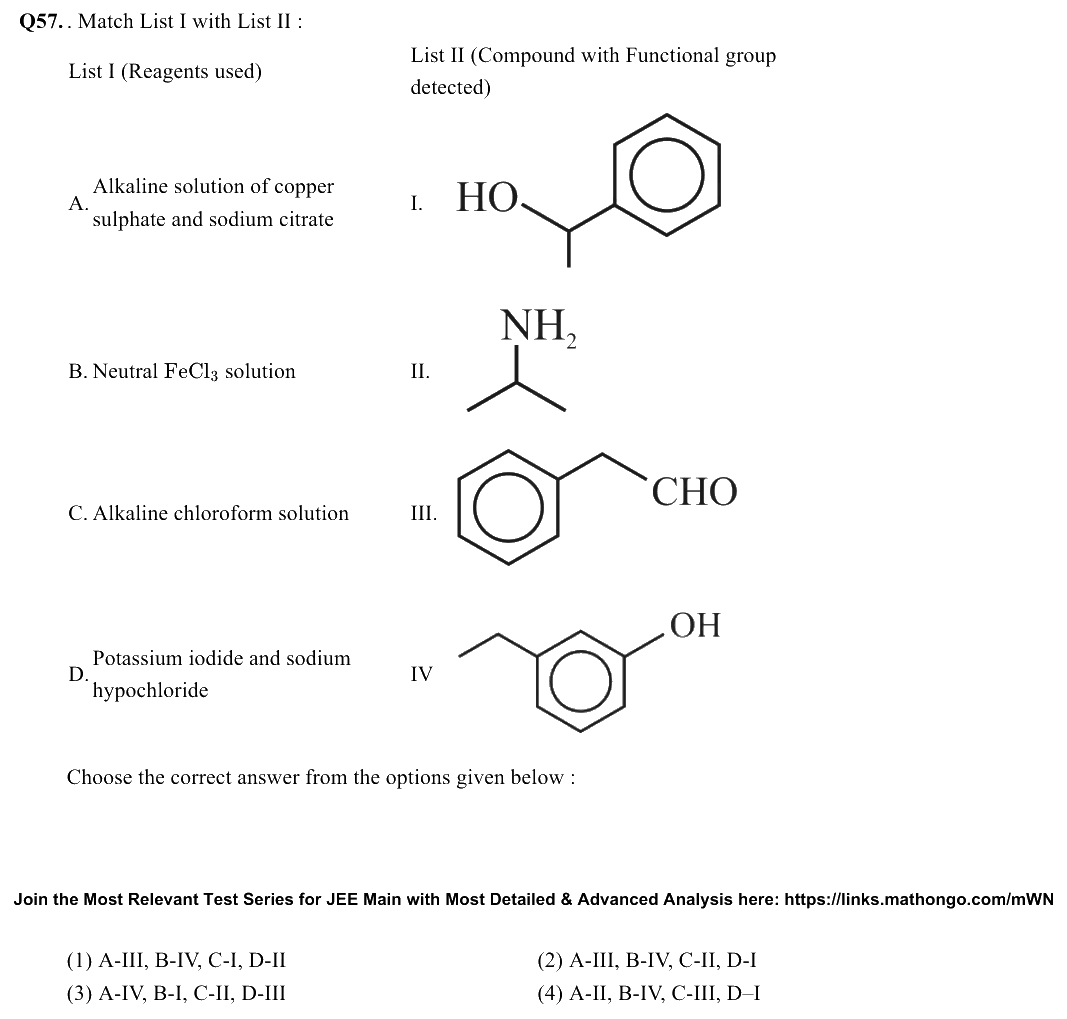 Q57.. Match List I with List II :
List I (Reagents used)
List II (Compound with Functional group
detected)
A. Alkaline solution of copper
sulphate and sodium citrate
I. HO
B. Neutral FeCl₃ solution
II. NH₂
C. Alkaline chloroform solution
III. CHO
D. Potassium iodide and sodium
hypochloride
IV OH
Choose the correct answer from the options given below :
Join the Most Relevant Test Series for JEE Main with Most Detailed & Advanced Analysis here: https://links.mathongo.com/mWN
(1) A-III, B-IV, C-I, D-II
(2) A-III, B-IV, C-II, D-I
(3) A-IV, B-I, C-II, D-III
(4) A-II, B-IV, C-III, D–I